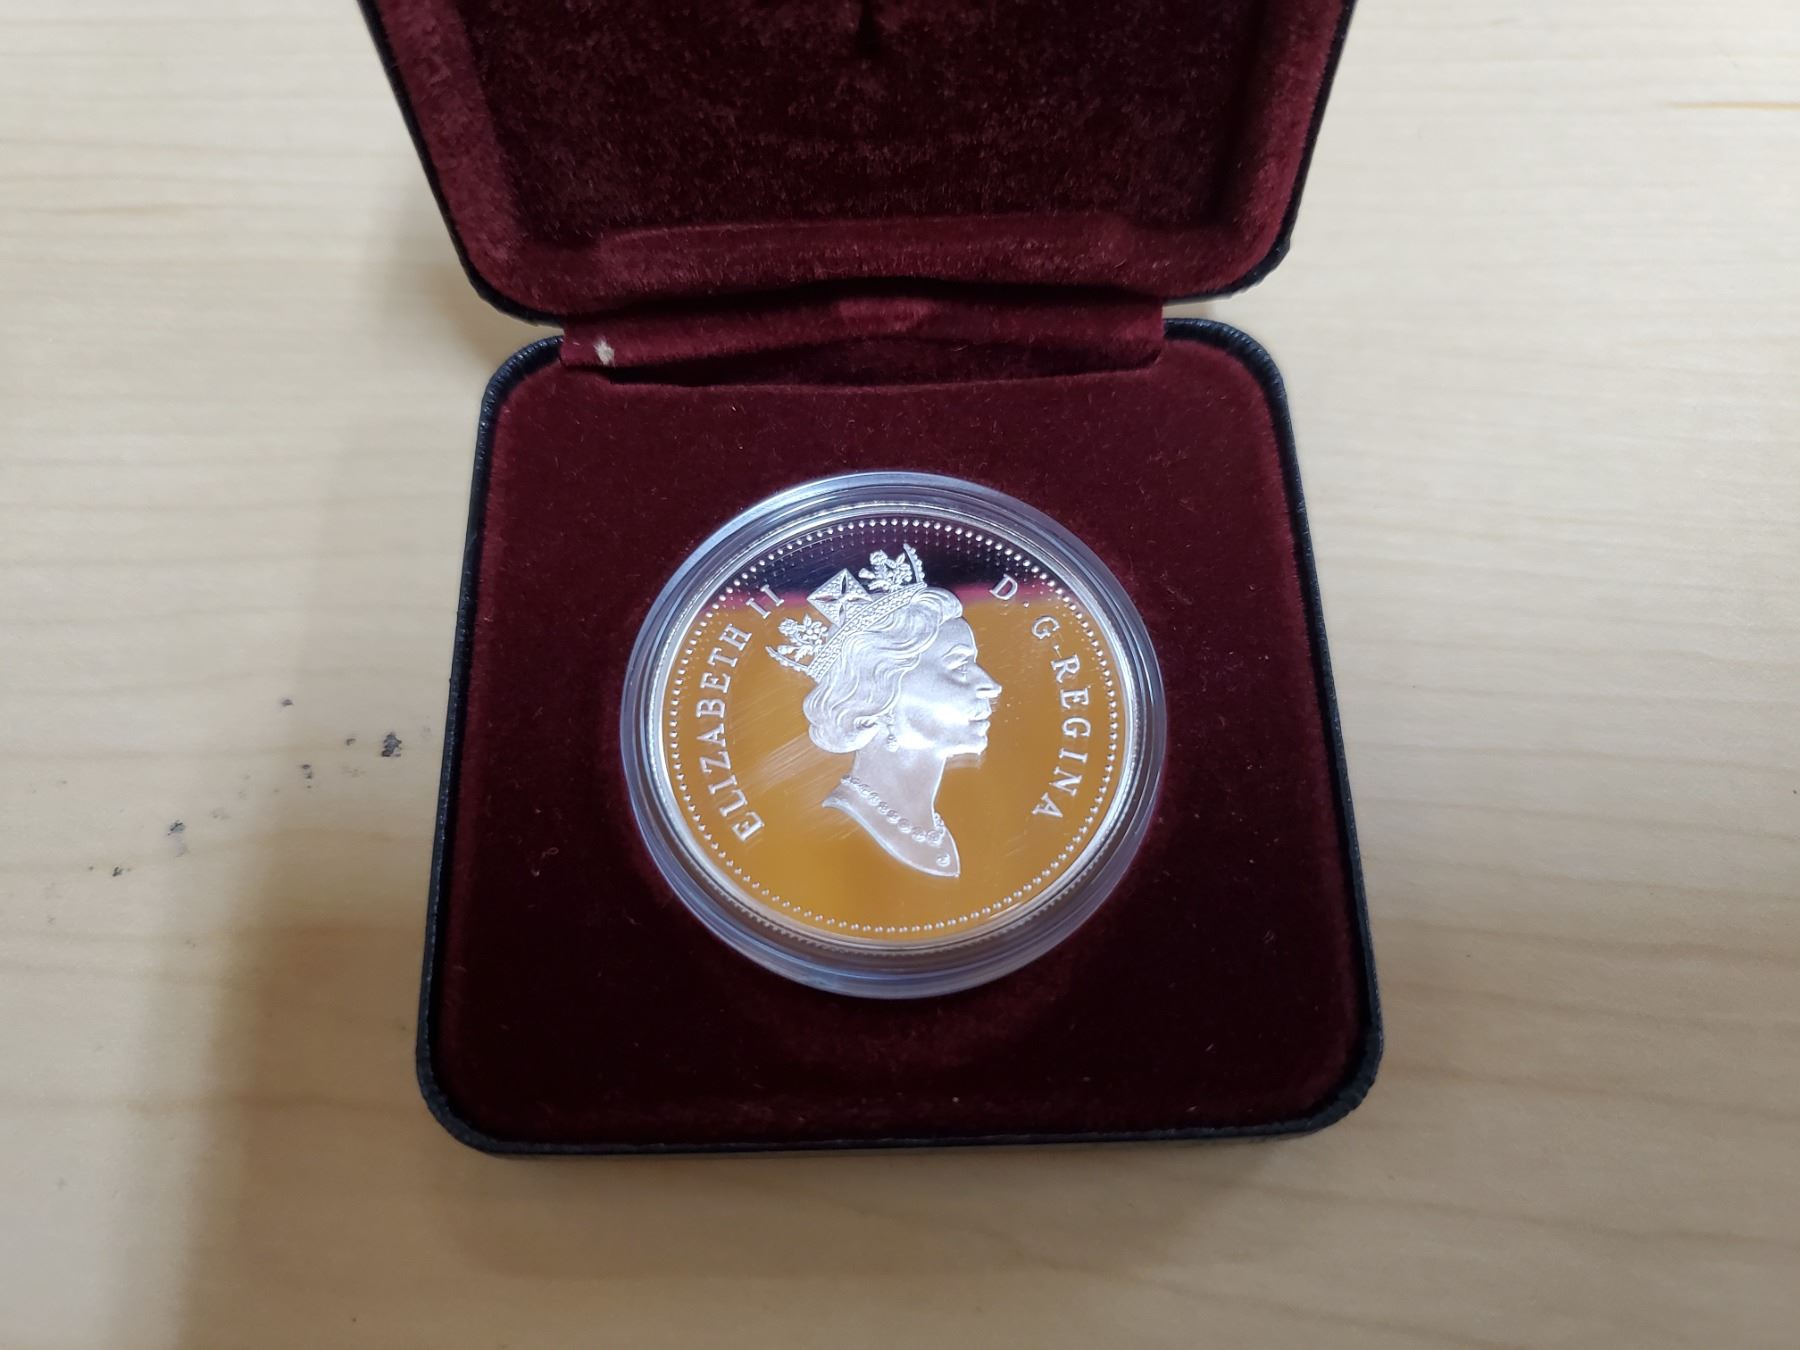 ELIZABETH II
D. G. REGINA